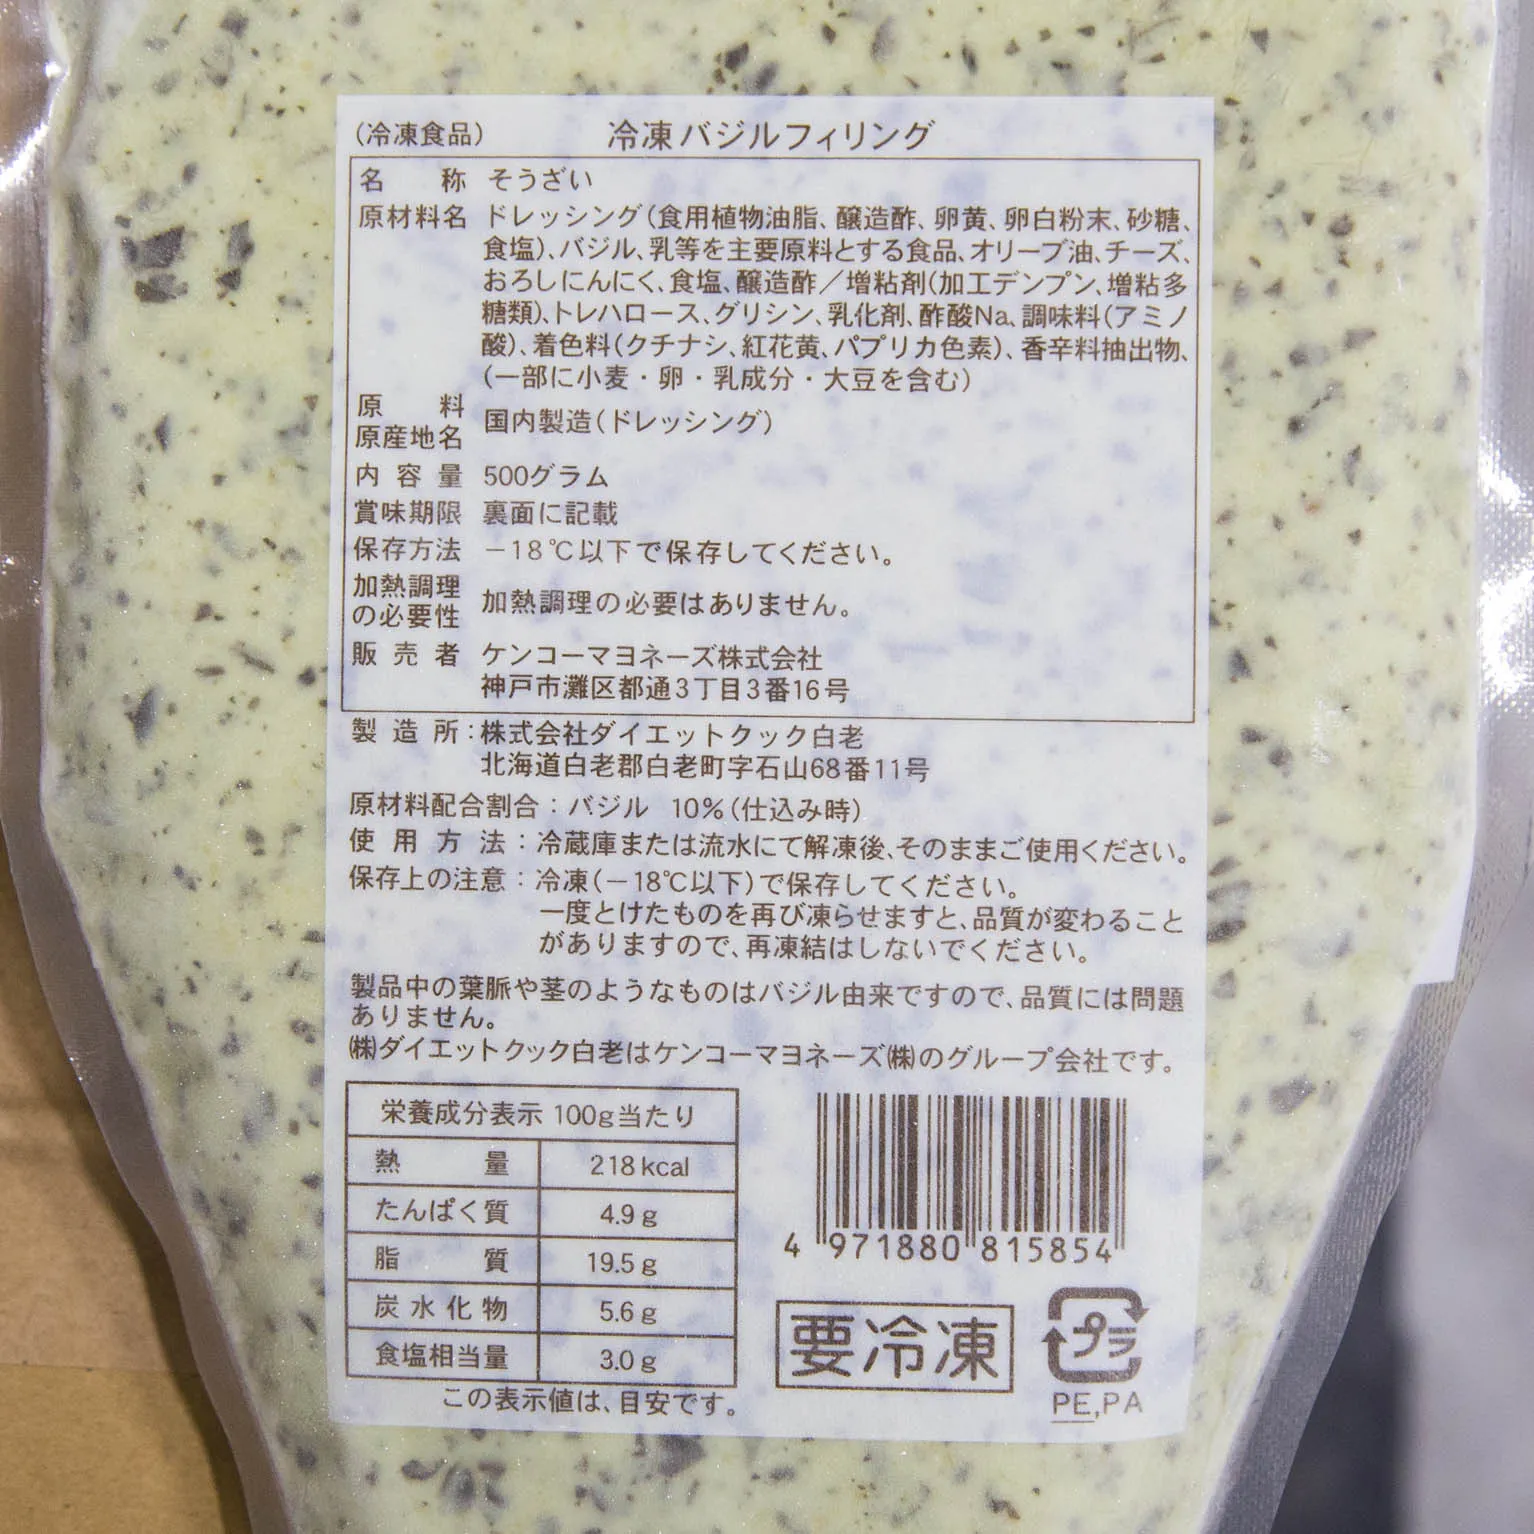 (冷凍食品) 冷凍バジルフィリング
名称 そうざい
原材料名 ドレッシング(食用植物油脂、醸造酢、卵黄、卵白粉末、砂糖、
食塩)、バジル、乳等を主要原料とする食品、オリーブ油、チーズ、
おろしにんにく、食塩、醸造酢/増粘剤(加工デンプン、増粘多
糖類)、トレハロース、グリシン、乳化剤、酢酸Na、調味料(アミノ
酸)、着色料(クチナシ、紅花黄、パプリカ色素)、香辛料抽出物、
(一部に小麦・卵・乳成分・大豆を含む)
原料
原産地名 国内製造(ドレッシング)
内容量 500グラム
賞味期限 裏面に記載
保存方法 −18℃以下で保存してください。
加熱調理
の必要性 加熱調理の必要はありません。
販売者 ケンコーマヨネーズ株式会社
神戸市灘区都通3丁目3番16号
製造所:株式会社ダイエットクック白老
北海道白老郡白老町字石山68番11号
原材料配合割合:バジル 10%(仕込み時)
使用方法:冷蔵庫または流水にて解凍後、そのままご使用ください。
保存上の注意:冷凍(−18℃以下)で保存してください。
一度とけたものを再び凍らせますと、品質が変わること
がありますので、再凍結はしないでください。
製品中の葉脈や茎のようなものはバジル由来ですので、品質には問題
ありません。
㈱ダイエットクック白老はケンコーマヨネーズ㈱のグループ会社です。
栄養成分表示 100g当たり
熱量 218kcal
たんぱく質 4.9g
脂質 19.5g
炭水化物 5.6g
食塩相当量 3.0g
この表示値は、目安です。
4 971880 815854
要冷凍
プラ
PE,PA